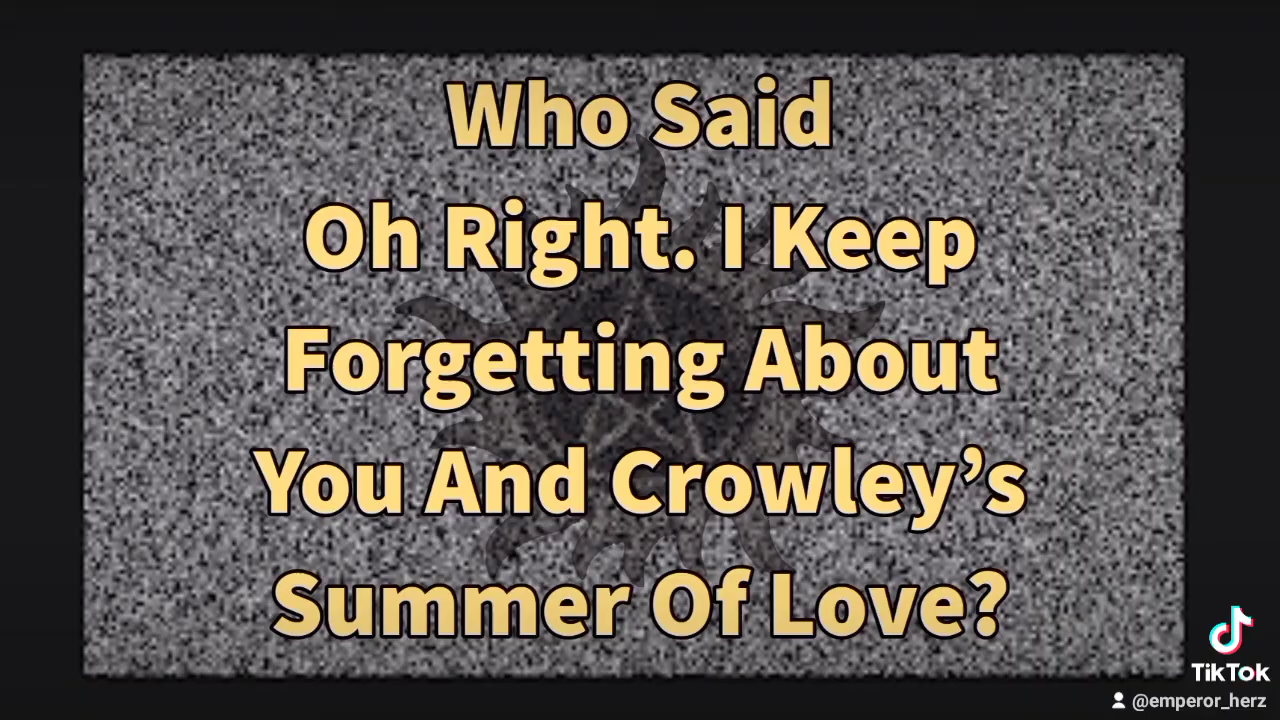 Who Said
Oh Right. I Keep
Forgetting About
You And Crowley’s
Summer Of Love?
TikTok
@emperor_herz